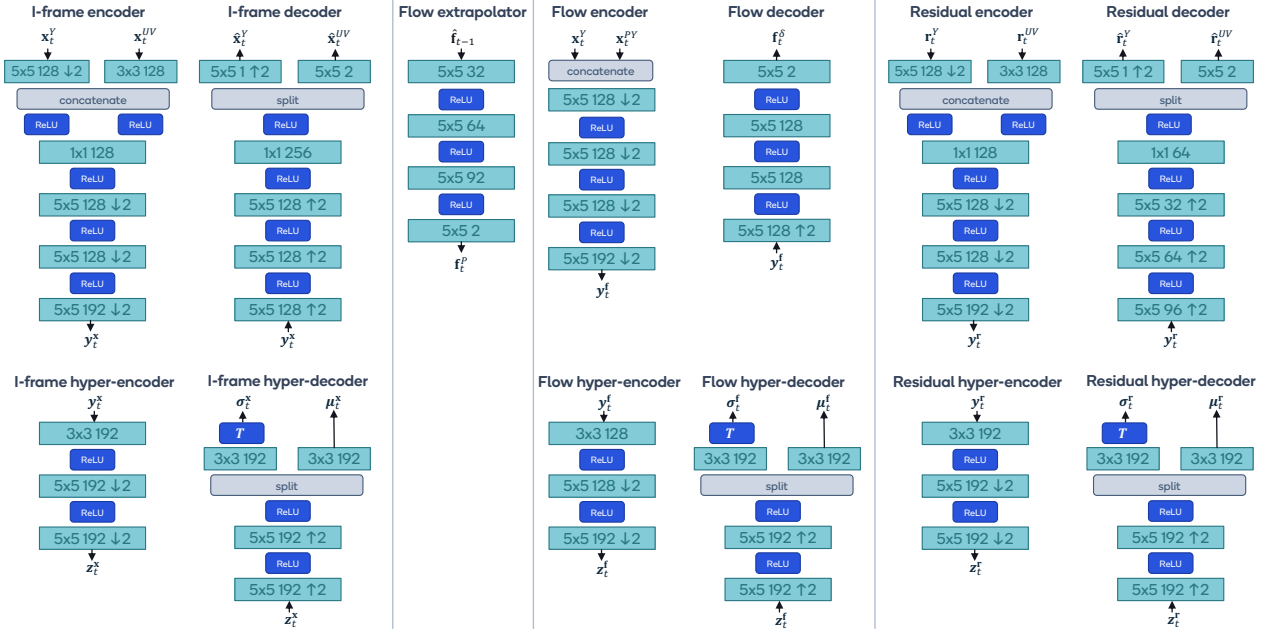 I-frame encoder
x_t^Y x_t^{UV}
5x5 128 ↓2 3x3 128
concatenate
ReLU ReLU
1x1 128
ReLU
5x5 128 ↓2
ReLU
5x5 128 ↓2
ReLU
5x5 192 ↓2
y_t^x
I-frame decoder
x̂_t^Y x̂_t^{UV}
5x5 1 ↑2 5x5 2
split
ReLU
1x1 256
ReLU
5x5 128 ↑2
ReLU
5x5 128 ↑2
ReLU
5x5 128 ↑2
y_t^x
Flow extrapolator
f̂_{t-1}
5x5 32
ReLU
5x5 64
ReLU
5x5 92
ReLU
5x5 2
f_t^P
Flow encoder
x_t^Y x_t^{PY}
concatenate
5x5 128 ↓2
ReLU
5x5 128 ↓2
ReLU
5x5 128 ↓2
ReLU
5x5 192 ↓2
y_t^f
Flow decoder
f_t^δ
5x5 2
ReLU
5x5 128
ReLU
5x5 128
ReLU
5x5 128 ↑2
y_t^f
Residual encoder
r_t^Y r_t^{UV}
5x5 128 ↓2 3x3 128
concatenate
ReLU ReLU
1x1 128
ReLU
5x5 128 ↓2
ReLU
5x5 128 ↓2
ReLU
5x5 192 ↓2
y_t^r
Residual decoder
r̂_t^Y r̂_t^{UV}
5x5 1 ↑2 5x5 2
split
ReLU
1x1 64
ReLU
5x5 32 ↑2
ReLU
5x5 64 ↑2
ReLU
5x5 96 ↑2
y_t^r
I-frame hyper-encoder
y_t^x
3x3 192
ReLU
5x5 192 ↓2
ReLU
5x5 192 ↓2
z_t^x
I-frame hyper-decoder
σ_t^x μ_t^x
T
3x3 192 3x3 192
split
ReLU
5x5 192 ↑2
ReLU
5x5 192 ↑2
z_t^x
Flow hyper-encoder
y_t^f
3x3 128
ReLU
5x5 128 ↓2
ReLU
5x5 192 ↓2
z_t^f
Flow hyper-decoder
σ_t^f μ_t^f
T
3x3 192 3x3 192
split
ReLU
5x5 192 ↑2
ReLU
5x5 192 ↑2
z_t^f
Residual hyper-encoder
y_t^r
3x3 192
ReLU
5x5 192 ↓2
ReLU
5x5 192 ↓2
z_t^r
Residual hyper-decoder
σ_t^r μ_t^r
T
3x3 192 3x3 192
split
ReLU
5x5 192 ↑2
ReLU
5x5 192 ↑2
z_t^r